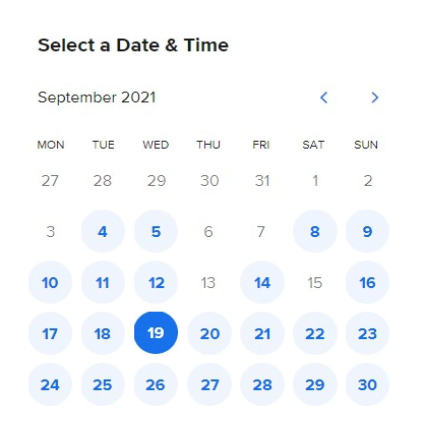 Select a Date & Time
September 2021
MON TUE WED THU FRI SAT SUN
27 28 29 30 31 1 2
3 4 5 6 7 8 9
10 11 12 13 14 15 16
17 18 19 20 21 22 23
24 25 26 27 28 29 30